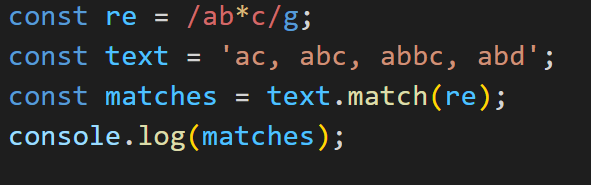 const re = /ab*c/g;
const text = 'ac, abc, abbc, abd';
const matches = text.match(re);
console.log(matches);